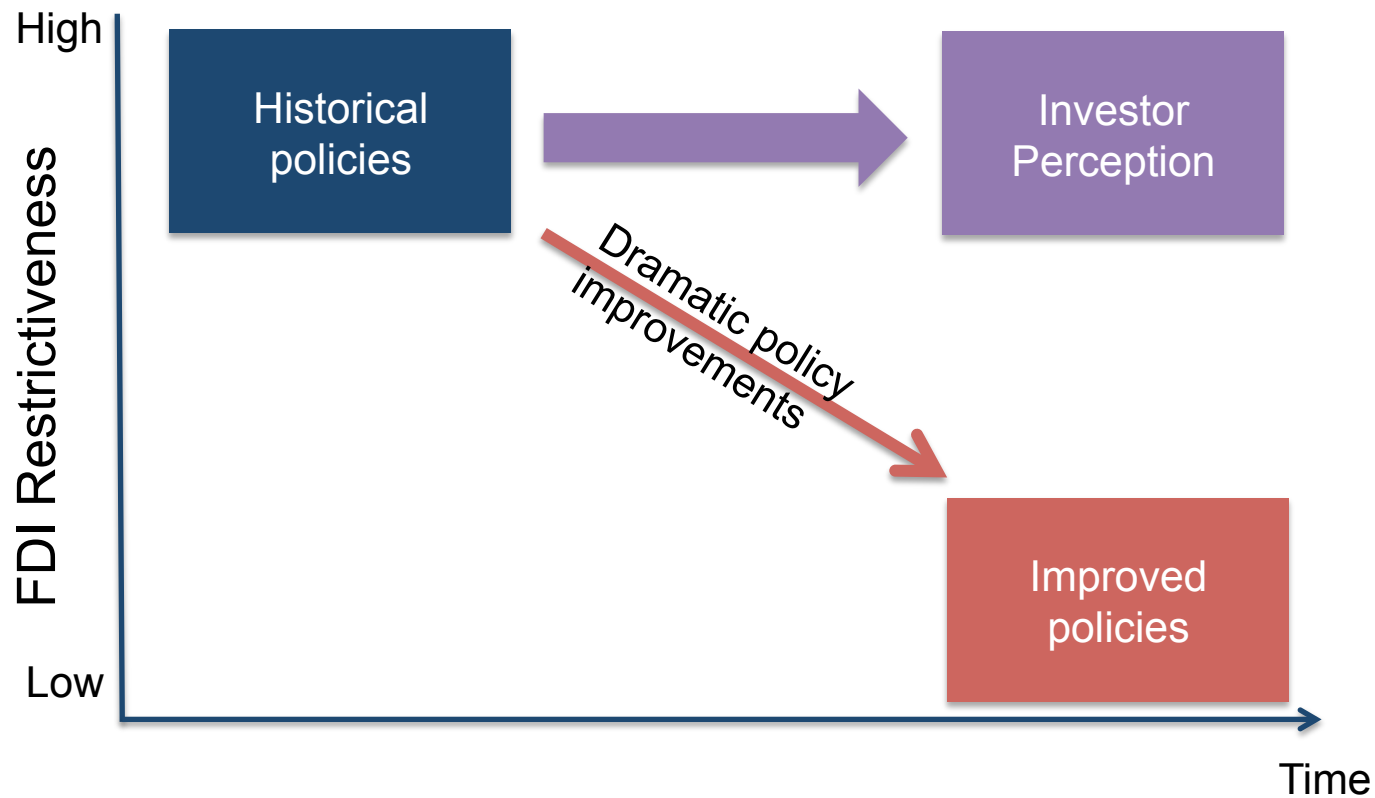 High
Historical
policies
Investor
Perception
FDI Restrictiveness
Dramatic policy
improvements
Improved
policies
Low
Time